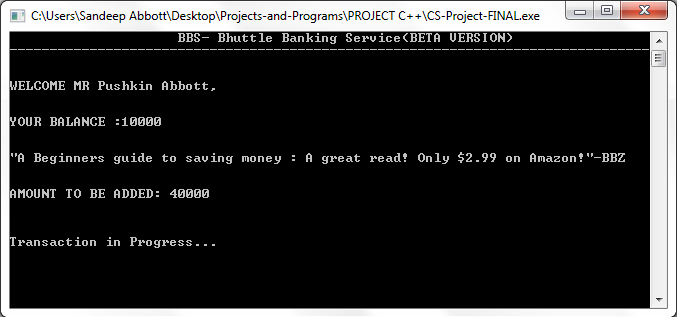 C:\Users\Sandeep Abbott\Desktop\Projects-and-Programs\PROJECT C++\CS-Project-FINAL.exe
BBS- Bhuttle Banking Service(BETA VERSION)
WELCOME MR Pushkin Abbott,
YOUR BALANCE :10000
"A Beginners guide to saving money : A great read! Only $2.99 on Amazon!"-BBZ
AMOUNT TO BE ADDED: 40000
Transaction in Progress...